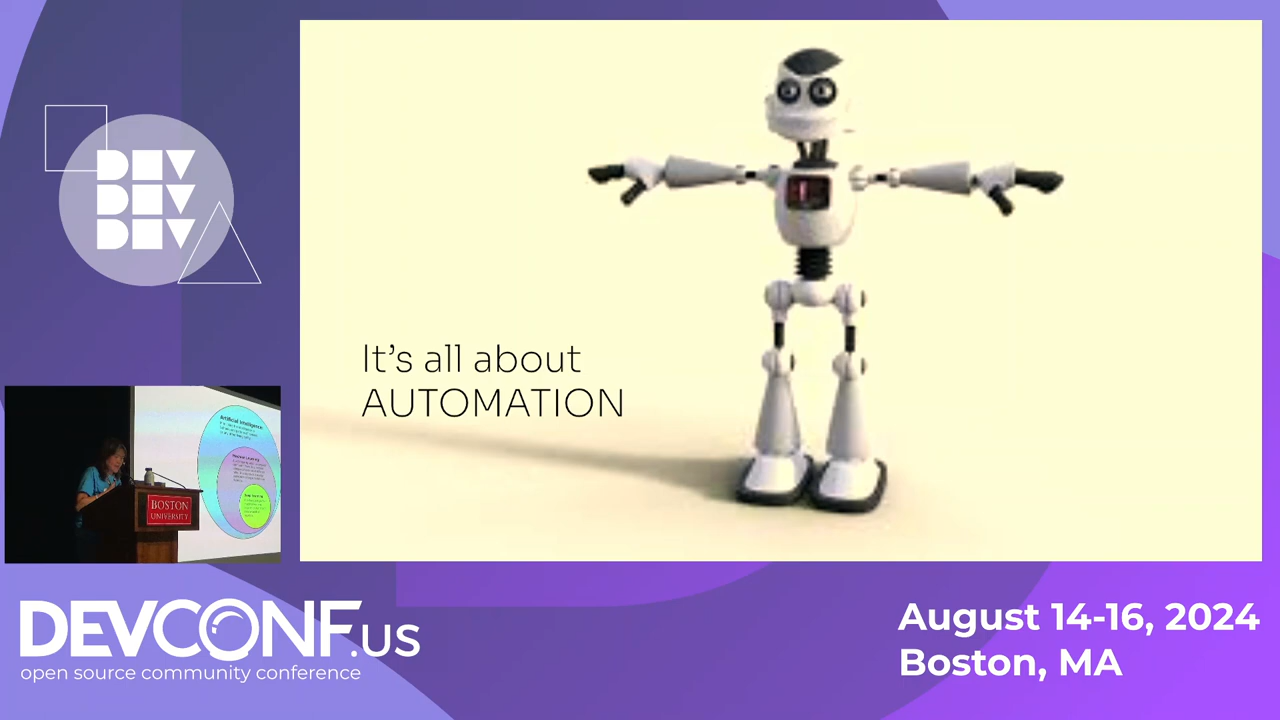 DEV
DEV
DEV
It's all about
AUTOMATION
Artificial Intelligence
BOSTON
UNIVERSITY
DEVCONF.US
open source community conference
August 14-16, 2024
Boston, MA